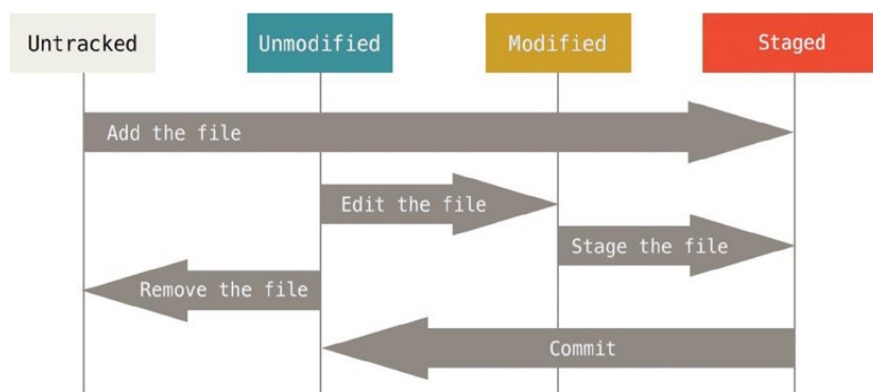 Untracked
Unmodified
Modified
Staged
Add the file
Edit the file
Stage the file
Remove the file
Commit